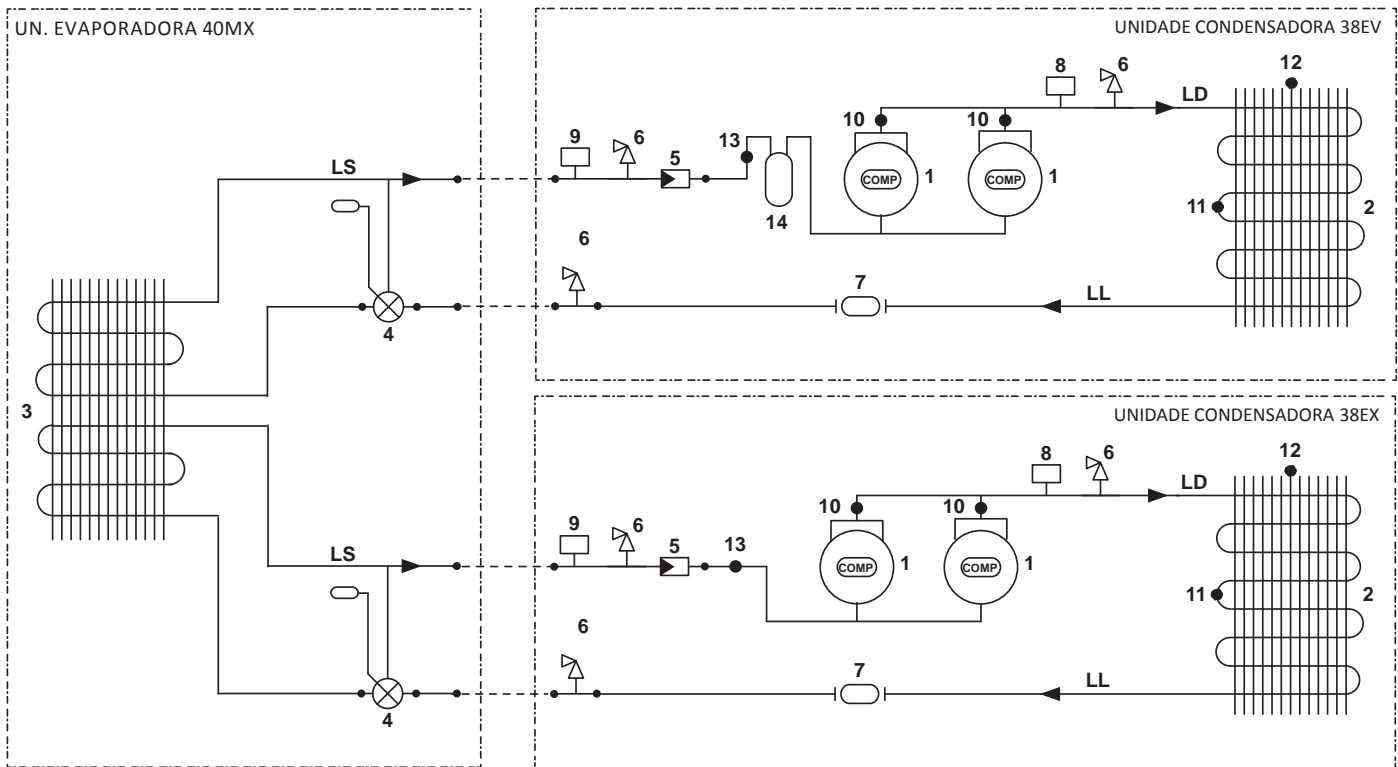 UN. EVAPORADORA 40MX
LS
3
4
LS
4
UNIDADE CONDENSADORA 38EV
8
6
12
LD
10
10
9
6
5
13
COMP
1
COMP
1
14
11
2
6
7
LL
UNIDADE CONDENSADORA 38EX
8
6
12
LD
10
10
9
6
5
13
COMP
1
COMP
1
11
2
6
7
LL